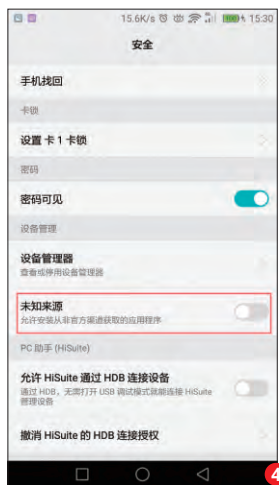 15.6K/s 15:30
安全
手机找回
卡锁
设置 卡 1 卡锁
密码
密码可见
设备管理
设备管理器
查看或停用设备管理器
未知来源
允许安装从非官方渠道获取的应用程序
PC 助手 (HiSuite)
允许 HiSuite 通过 HDB 连接设备
通过 HDB，无需打开 USB 调试模式就能连接 HiSuite
管理设备
撤消 HiSuite 的 HDB 连接授权
4